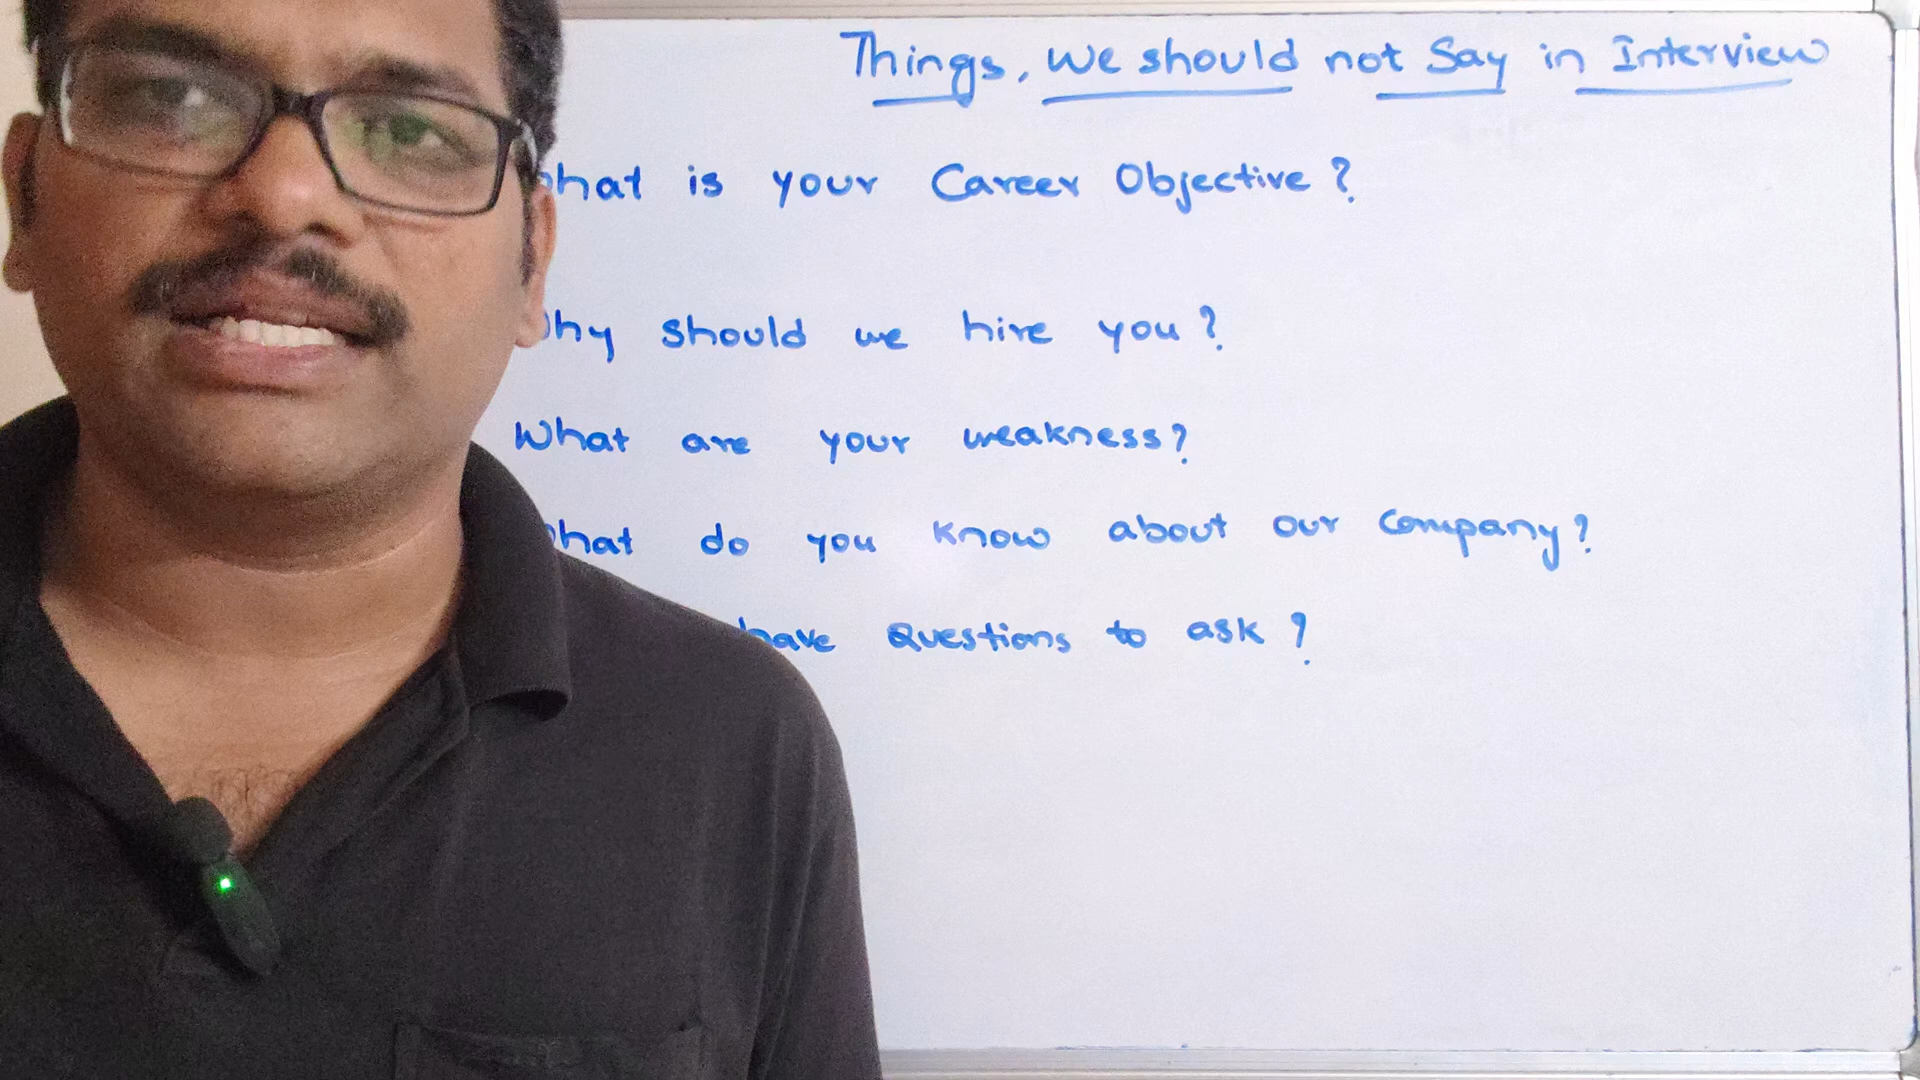 Things, we should not say in Interview
What is your Career Objective?
Why should we hire you?
What are your weakness?
What do you know about our company?
have Questions to ask?